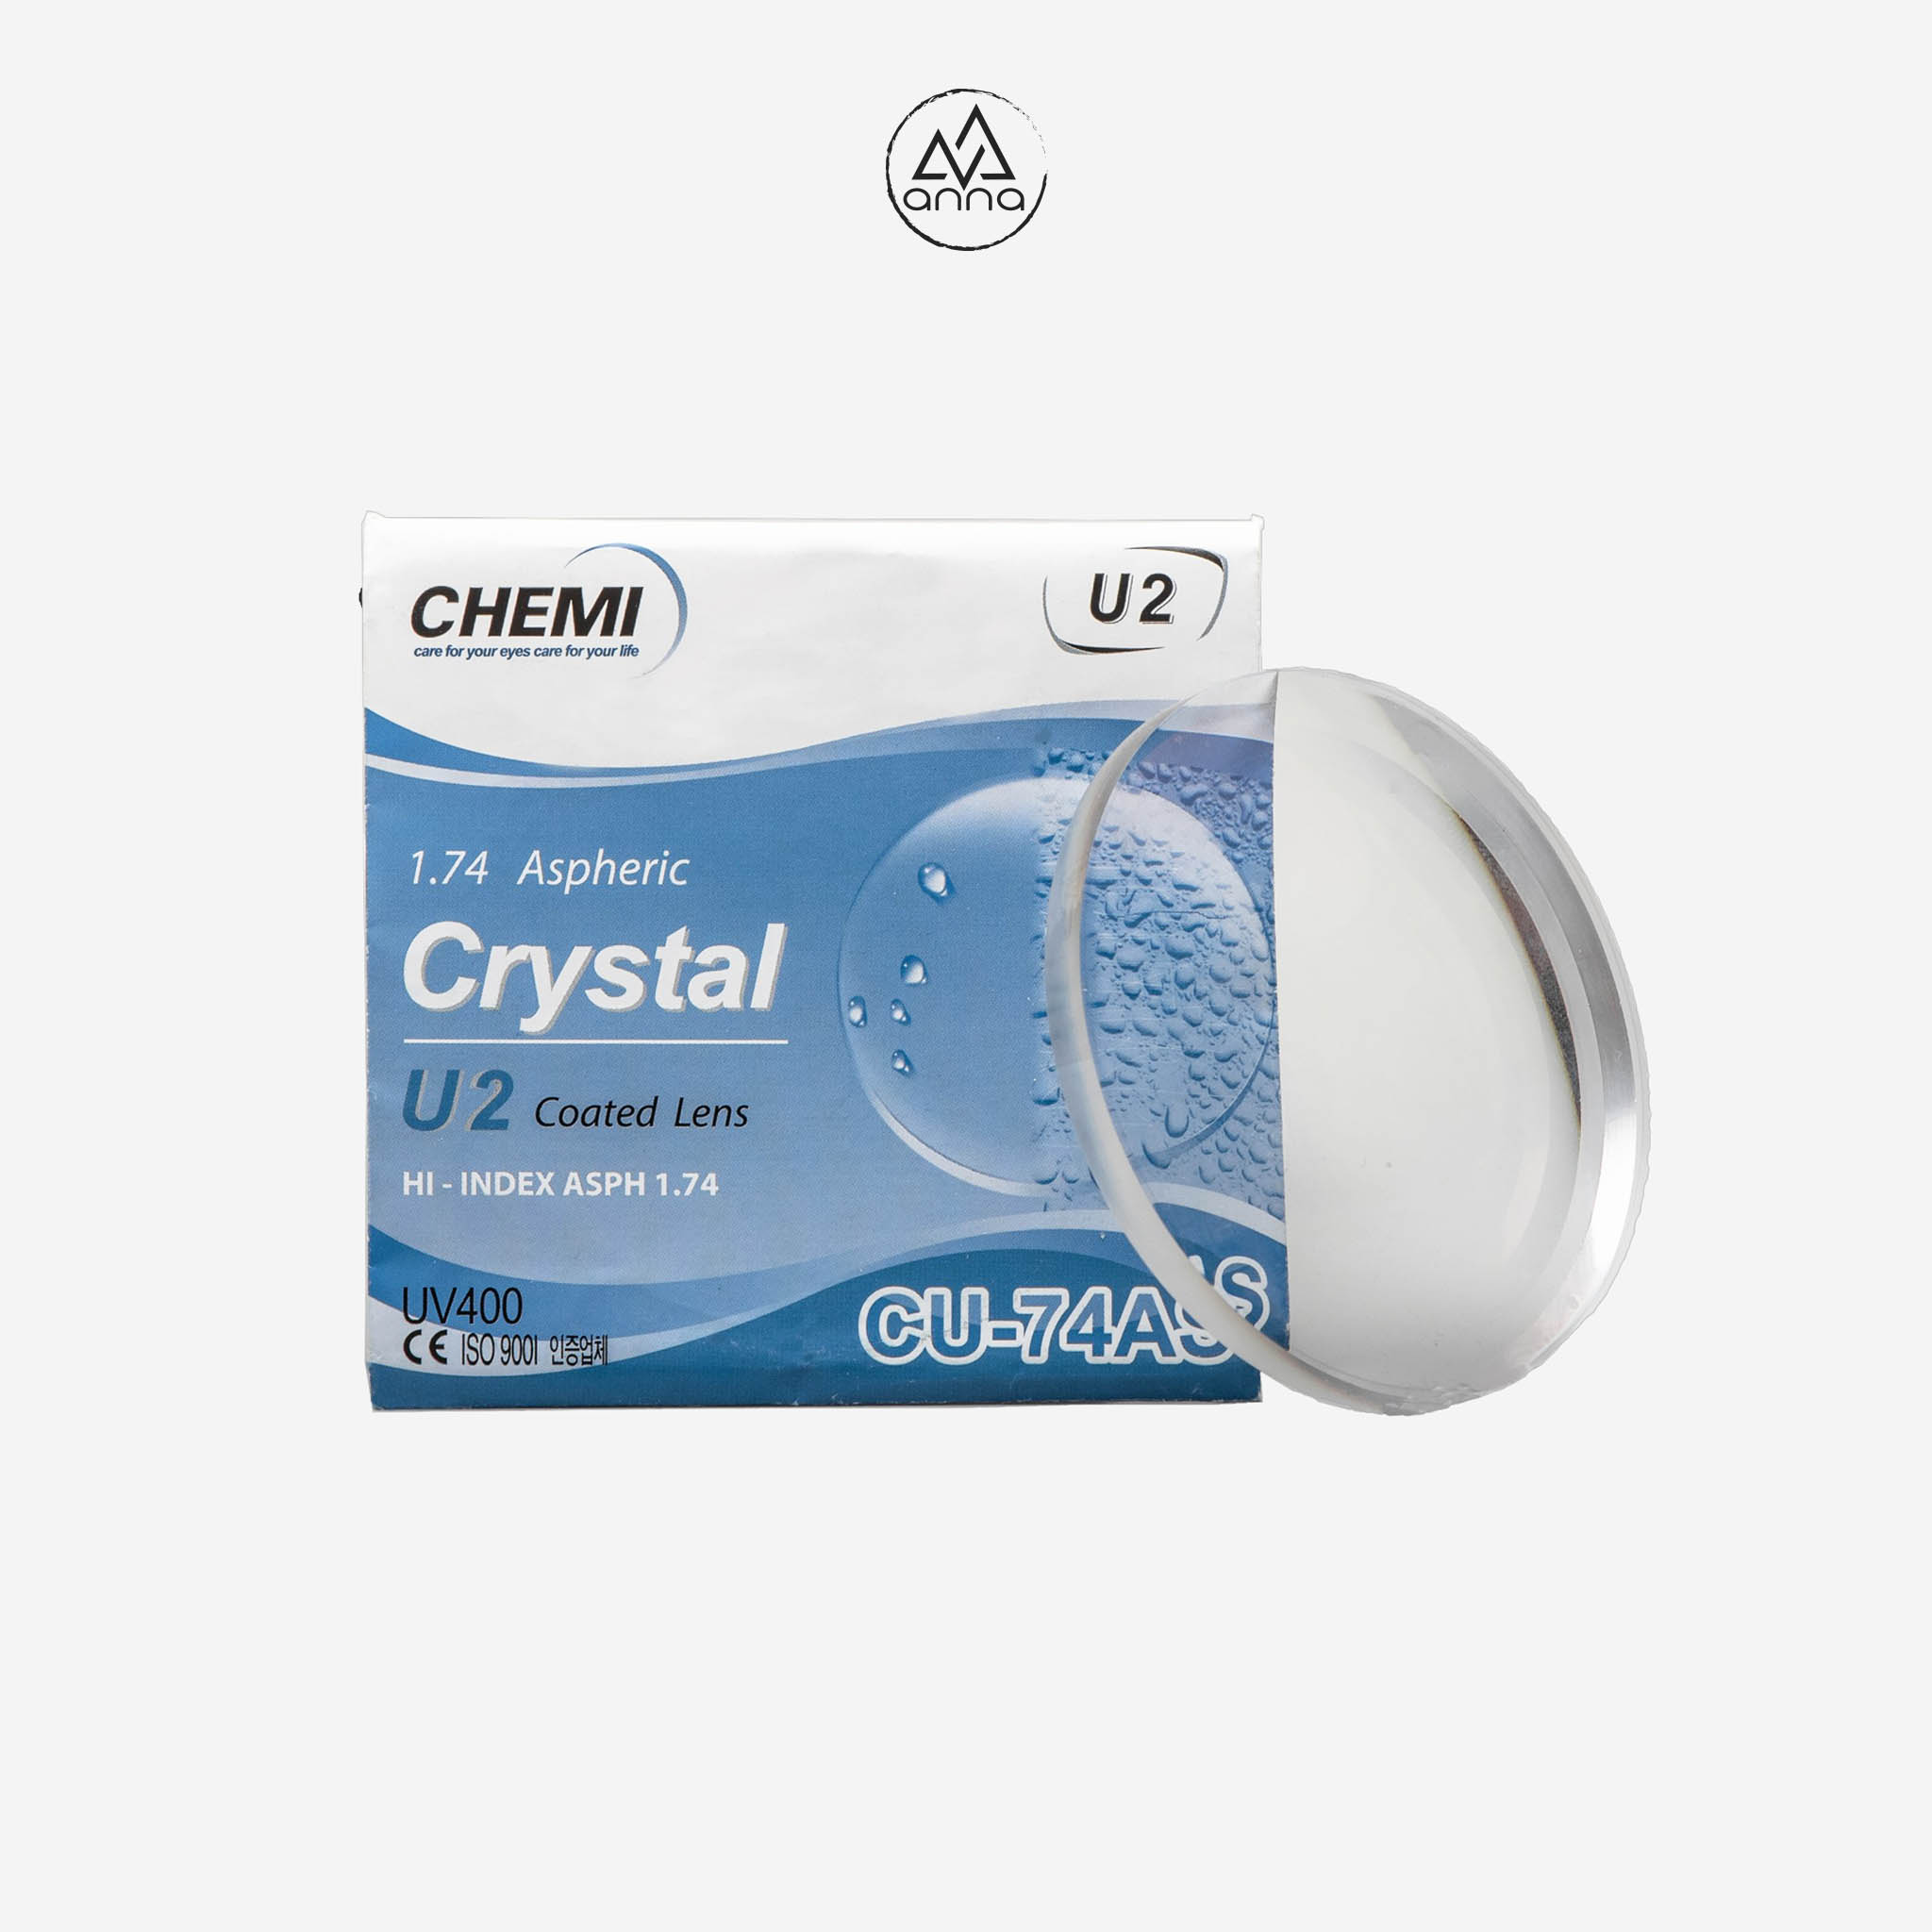 anna
CHEMI
care for your eyes care for your life
U2
1.74 Aspheric
Crystal
U2 Coated Lens
HI - INDEX ASPH 1.74
UV400
CE ISO 9001 인증업체
CU-74AS